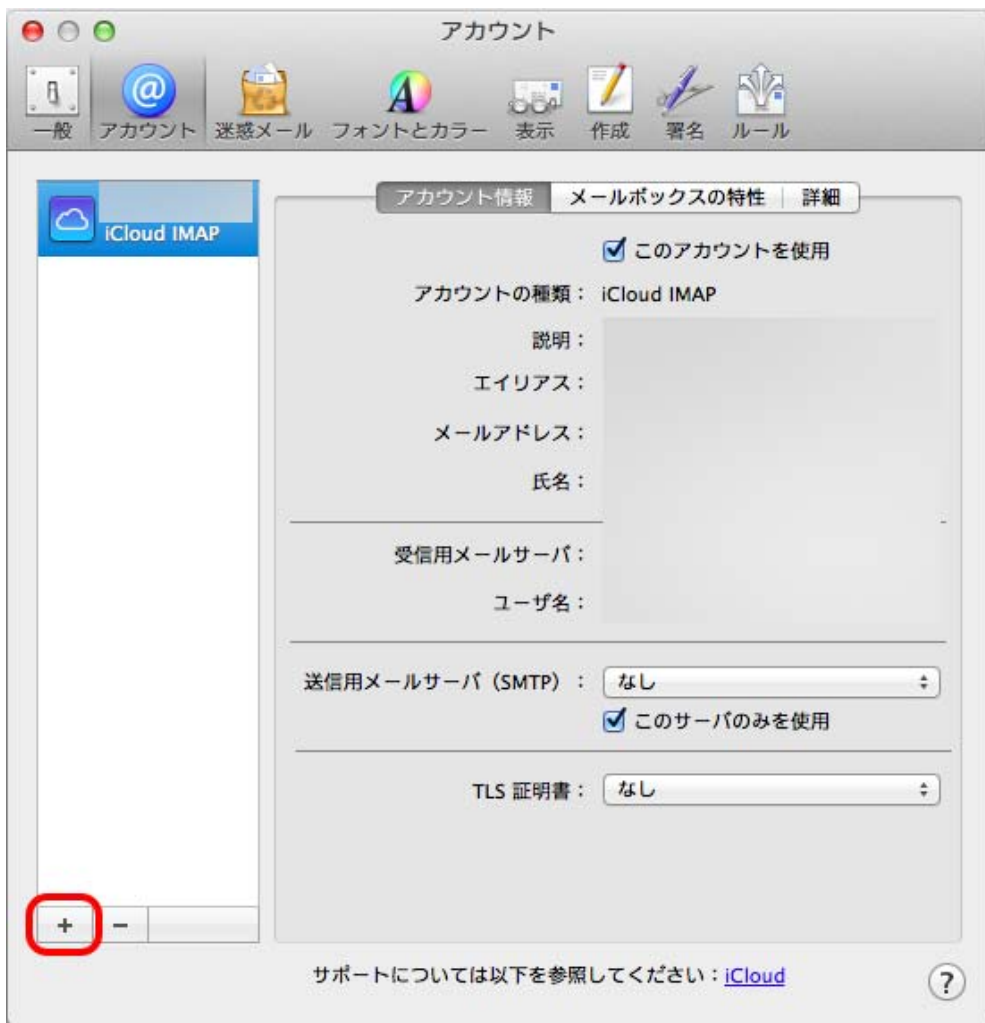 アカウント
一般 アカウント 迷惑メール フォントとカラー 表示 作成 署名 ルール
iCloud IMAP
アカウント情報 メールボックスの特性 詳細
このアカウントを使用
アカウントの種類： iCloud IMAP
説明：
エイリアス：
メールアドレス：
氏名：
受信用メールサーバ：
ユーザ名：
送信用メールサーバ（SMTP）： なし
このサーバのみを使用
TLS 証明書： なし
+ −
サポートについては以下を参照してください：iCloud ?